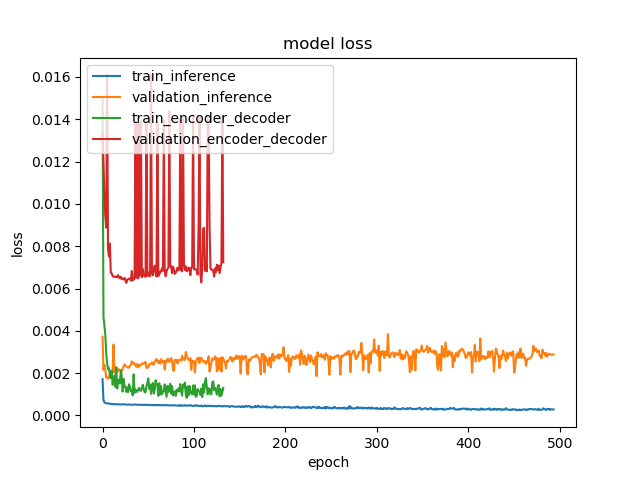 model loss
train_inference
validation_inference
train_encoder_decoder
validation_encoder_decoder
0.016
0.014
0.012
0.010
0.008
0.006
0.004
0.002
0.000
loss
0 100 200 300 400 500
epoch